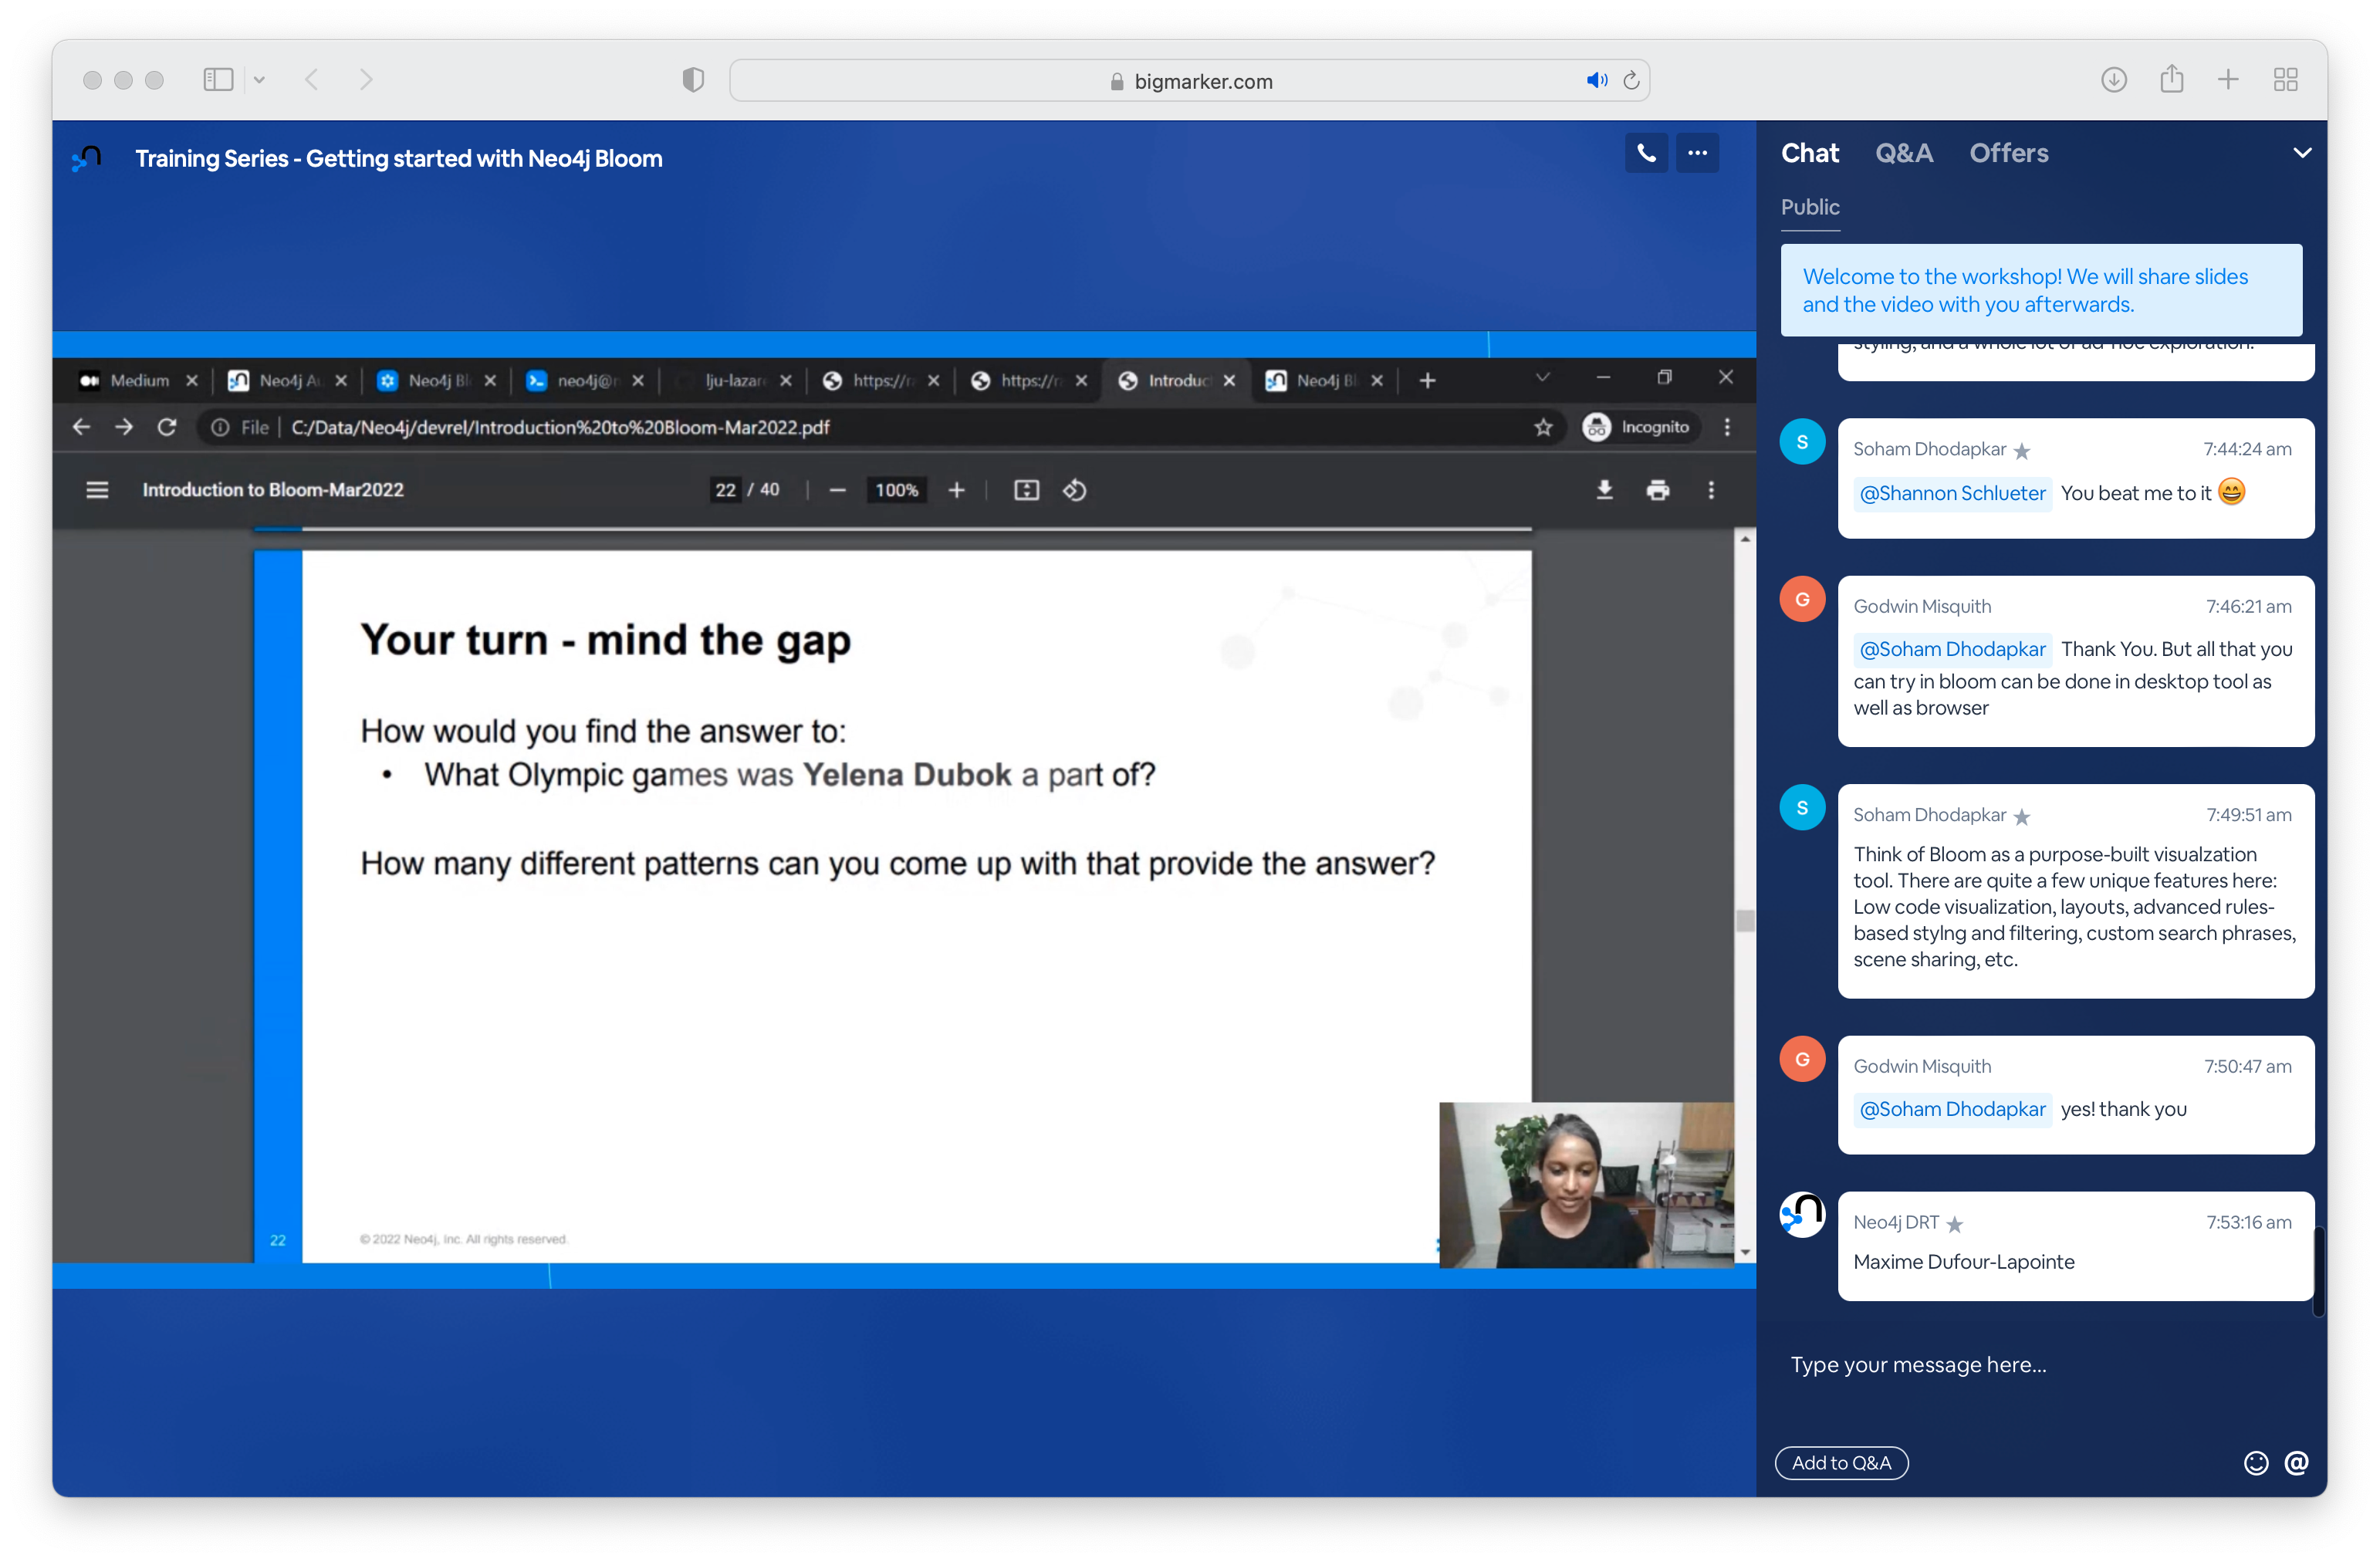 bigmarker.com
Training Series - Getting started with Neo4j Bloom
Medium
Neo4j Au
Neo4j Bl
neo4j@
lju-lazar
https://r
https://r
Introduc
Neo4j Bl
File
C:/Data/Neo4j/devrel/Introduction%20to%20Bloom-Mar2022.pdf
Incognito
Introduction to Bloom-Mar2022
22 / 40
100%
Your turn - mind the gap
How would you find the answer to:
• What Olympic games was Yelena Dubok a part of?
How many different patterns can you come up with that provide the answer?
22
© 2022 Neo4j, Inc. All rights reserved.
Chat
Q&A
Offers
Public
Welcome to the workshop! We will share slides
and the video with you afterwards.
styling, and a whole lot of ad-hoc exploration.
S
Soham Dhodapkar ★
7:44:24 am
@Shannon Schlueter You beat me to it 😄
G
Godwin Misquith
7:46:21 am
@Soham Dhodapkar Thank You. But all that you
can try in bloom can be done in desktop tool as
well as browser
S
Soham Dhodapkar ★
7:49:51 am
Think of Bloom as a purpose-built visualzation
tool. There are quite a few unique features here:
Low code visualization, layouts, advanced rules-
based stylng and filtering, custom search phrases,
scene sharing, etc.
G
Godwin Misquith
7:50:47 am
@Soham Dhodapkar yes! thank you
Neo4j DRT ★
7:53:16 am
Maxime Dufour-Lapointe
Type your message here...
Add to Q&A
@